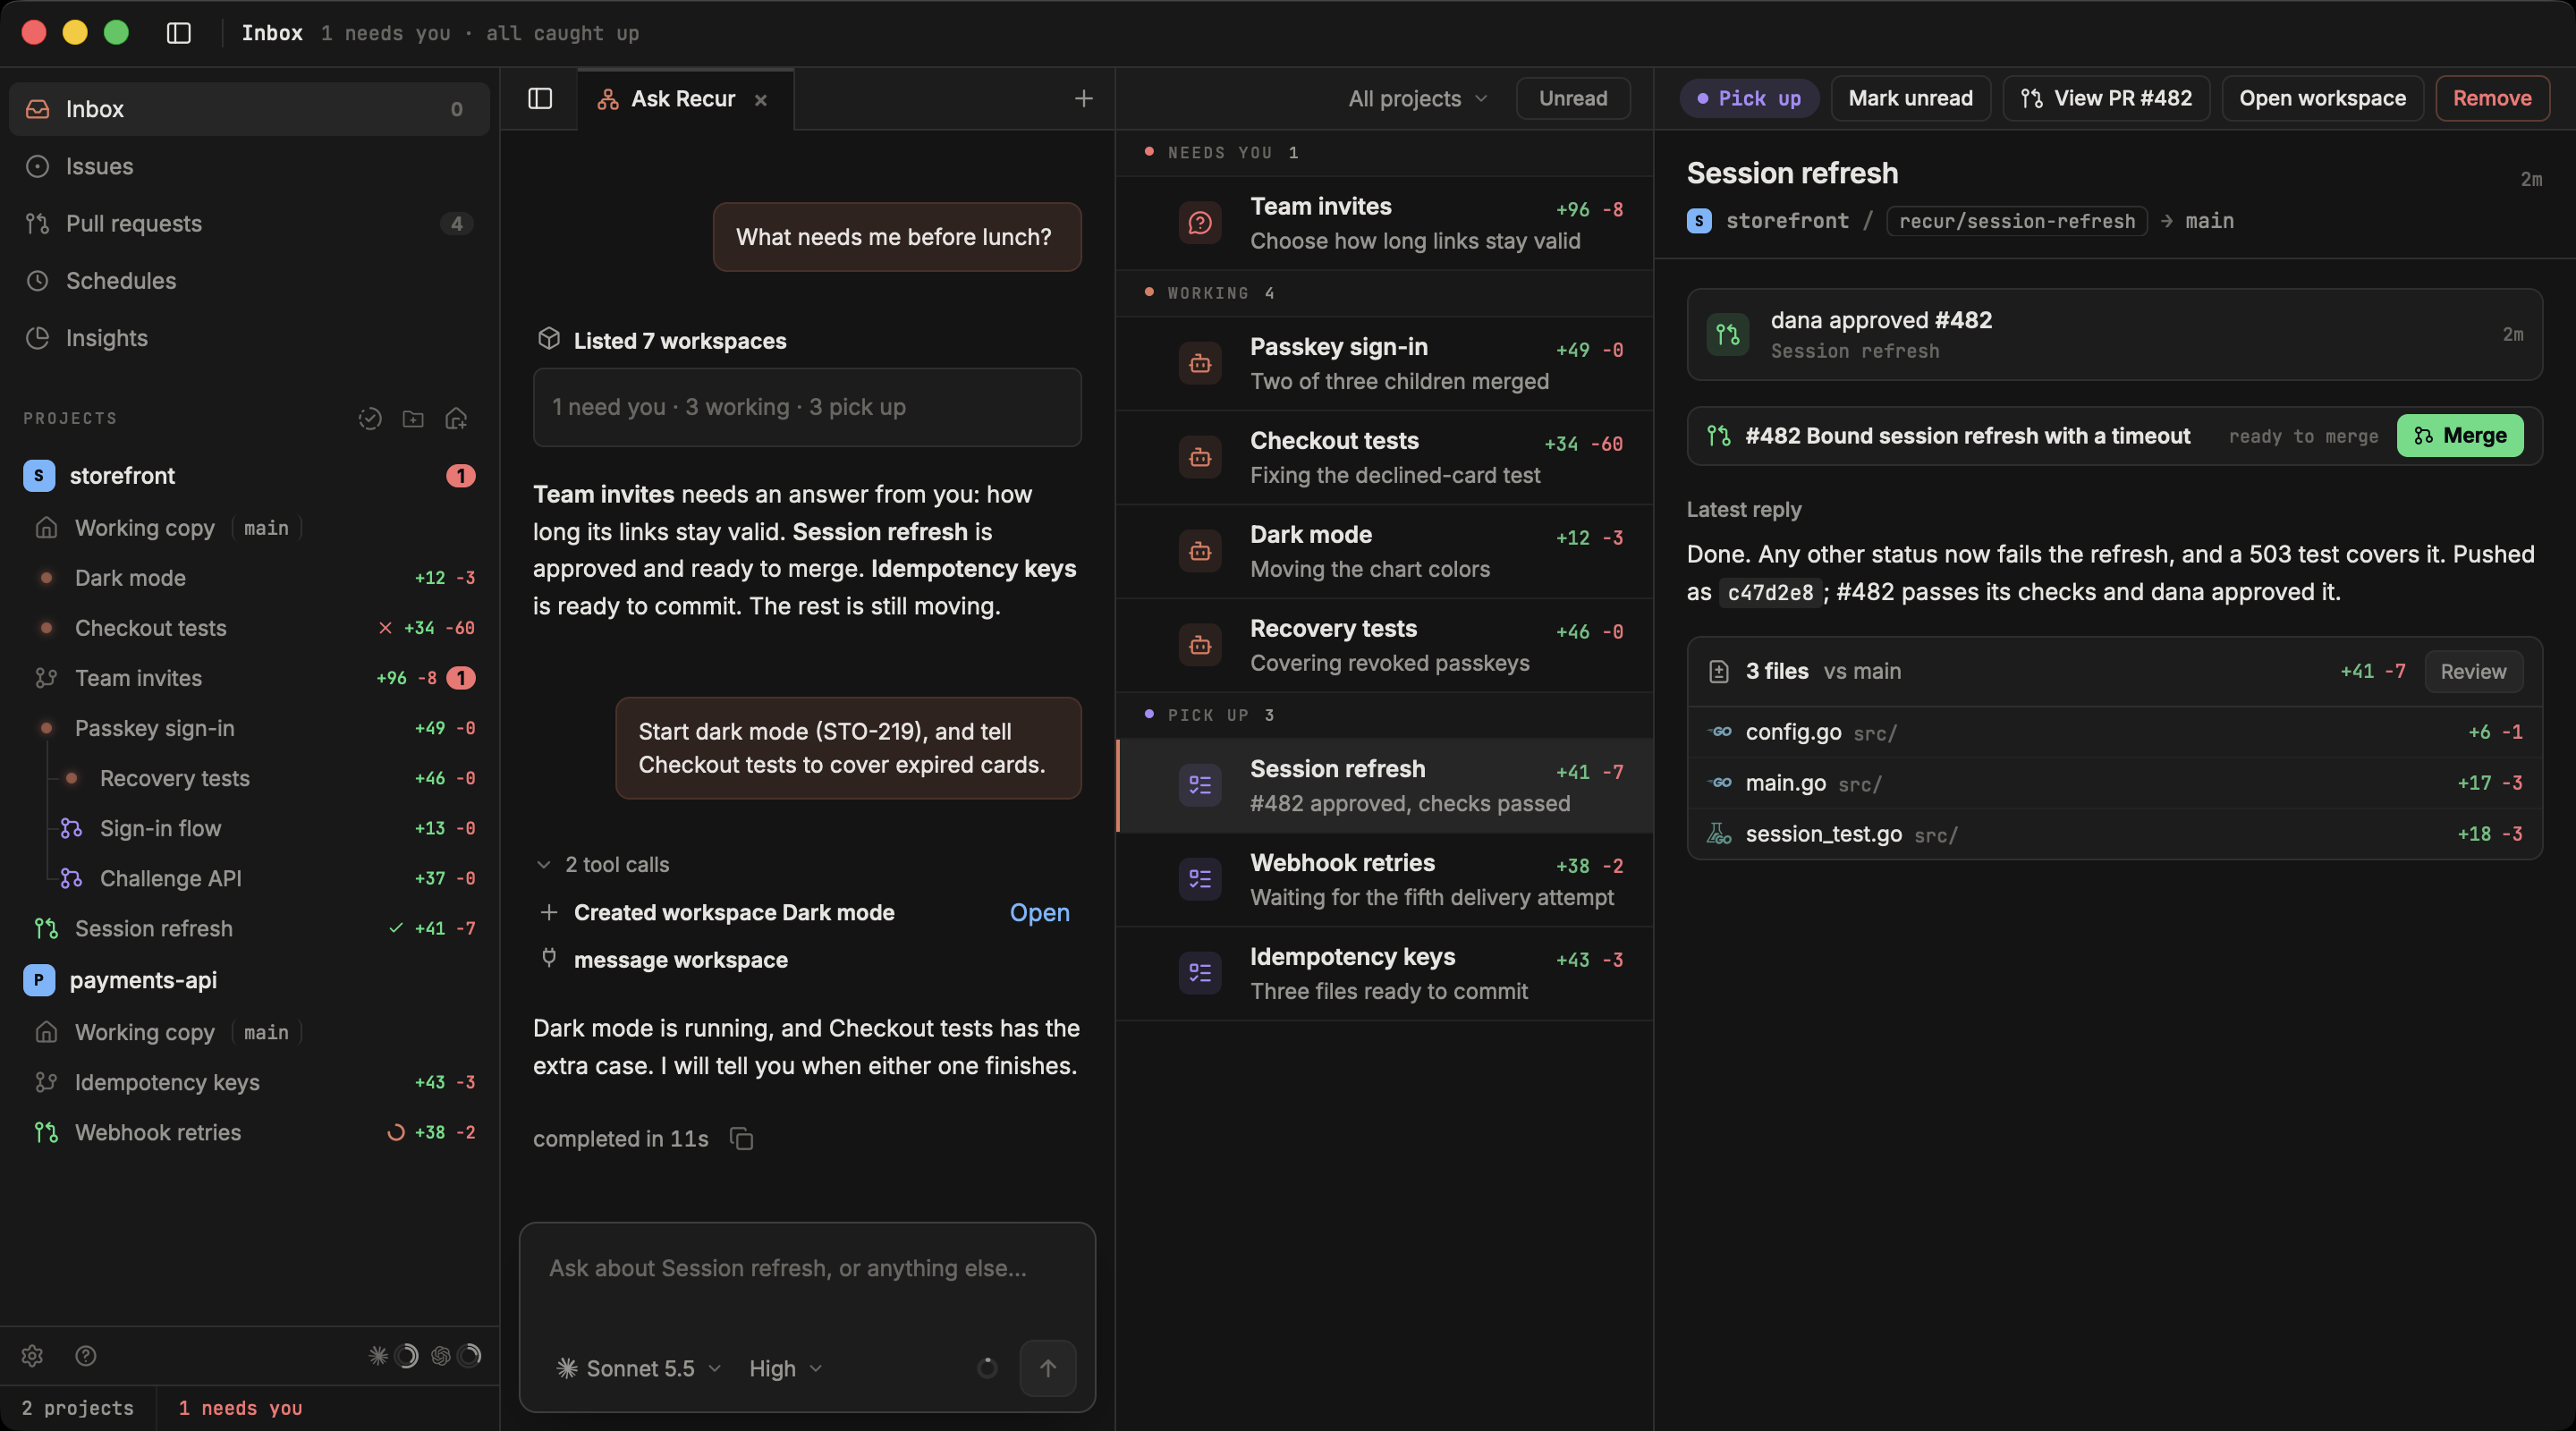 Inbox 1 needs you · all caught up
Inbox 0
Issues
Pull requests 4
Schedules
Insights
PROJECTS
S storefront 1
Working copy main
Dark mode +12 -3
Checkout tests +34 -60
Team invites +96 -8 1
Passkey sign-in +49 -0
Recovery tests +46 -0
Sign-in flow +13 -0
Challenge API +37 -0
Session refresh +41 -7
P payments-api
Working copy main
Idempotency keys +43 -3
Webhook retries +38 -2
2 projects 1 needs you
Ask Recur
What needs me before lunch?
Listed 7 workspaces
1 need you · 3 working · 3 pick up
Team invites needs an answer from you: how
long its links stay valid. Session refresh is
approved and ready to merge. Idempotency keys
is ready to commit. The rest is still moving.
Start dark mode (STO-219), and tell
Checkout tests to cover expired cards.
2 tool calls
Created workspace Dark mode Open
message workspace
Dark mode is running, and Checkout tests has the
extra case. I will tell you when either one finishes.
completed in 11s
Ask about Session refresh, or anything else...
Sonnet 5.5 High
All projects Unread
NEEDS YOU 1
Team invites +96 -8
Choose how long links stay valid
WORKING 4
Passkey sign-in +49 -0
Two of three children merged
Checkout tests +34 -60
Fixing the declined-card test
Dark mode +12 -3
Moving the chart colors
Recovery tests +46 -0
Covering revoked passkeys
PICK UP 3
Session refresh +41 -7
#482 approved, checks passed
Webhook retries +38 -2
Waiting for the fifth delivery attempt
Idempotency keys +43 -3
Three files ready to commit
Pick up Mark unread View PR #482 Open workspace Remove
Session refresh 2m
S storefront / recur/session-refresh → main
dana approved #482 2m
Session refresh
#482 Bound session refresh with a timeout ready to merge Merge
Latest reply
Done. Any other status now fails the refresh, and a 503 test covers it. Pushed
as c47d2e8; #482 passes its checks and dana approved it.
3 files vs main +41 -7 Review
GO config.go src/ +6 -1
GO main.go src/ +17 -3
GO session_test.go src/ +18 -3